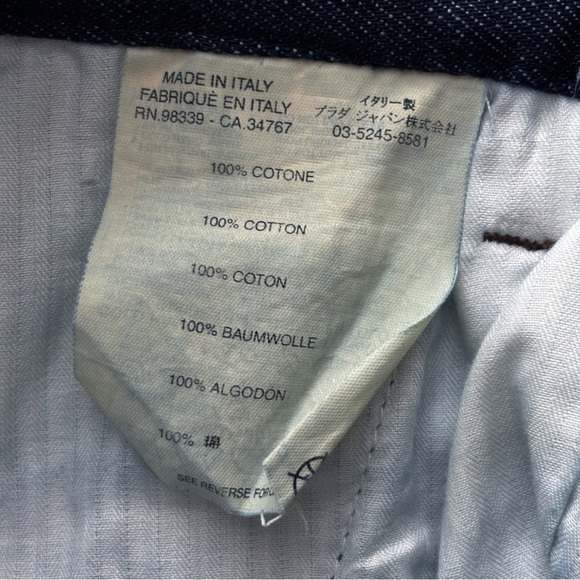 MADE IN ITALY
FABRIQUÈ EN ITALY
RN.98339 - CA.34767
イタリー製
プラダ ジャパン株式会社
03-5245-8581
100% COTONE
100% COTTON
100% COTON
100% BAUMWOLLE
100% ALGODÓN
100% 綿
SEE REVERSE FOR